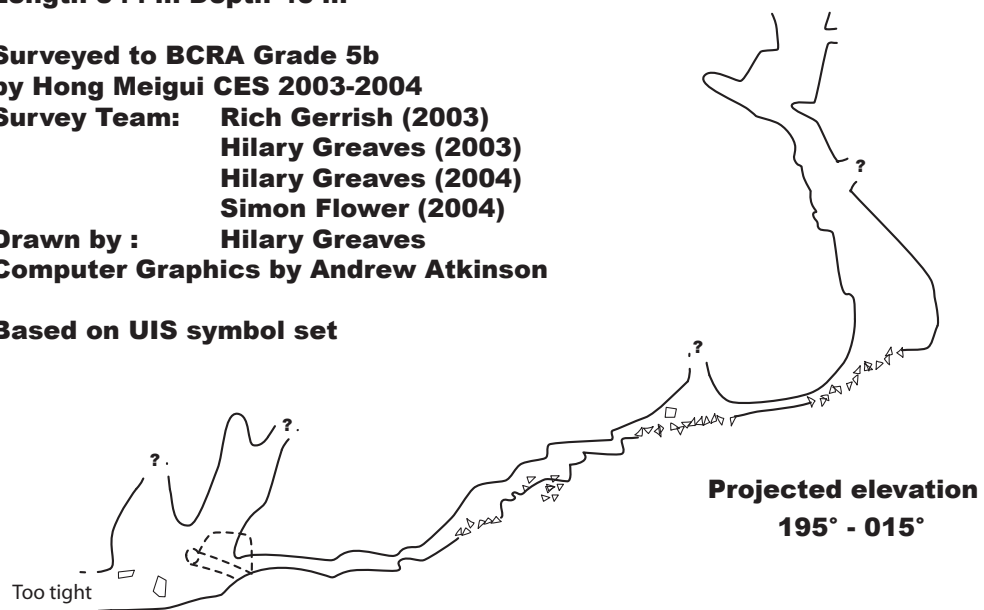 Length m Depth m
Surveyed to BCRA Grade 5b
by Hong Meigui CES 2003-2004
Survey Team: Rich Gerrish (2003)
Hilary Greaves (2003)
Hilary Greaves (2004)
Simon Flower (2004)
Drawn by : Hilary Greaves
Computer Graphics by Andrew Atkinson
Based on UIS symbol set
?
?
?
?
Projected elevation
195° - 015°
Too tight